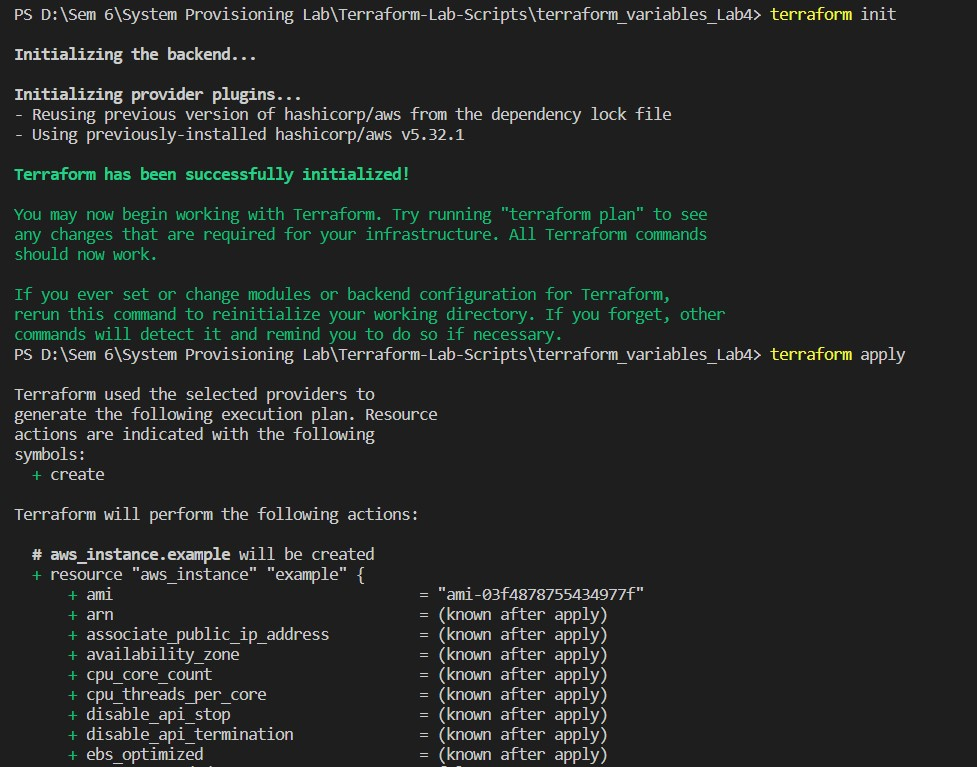 PS D:\Sem 6\System Provisioning Lab\Terraform-Lab-Scripts\terraform_variables_Lab4> terraform init
Initializing the backend...
Initializing provider plugins...
- Reusing previous version of hashicorp/aws from the dependency lock file
- Using previously-installed hashicorp/aws v5.32.1
Terraform has been successfully initialized!
You may now begin working with Terraform. Try running "terraform plan" to see
any changes that are required for your infrastructure. All Terraform commands
should now work.
If you ever set or change modules or backend configuration for Terraform,
rerun this command to reinitialize your working directory. If you forget, other
commands will detect it and remind you to do so if necessary.
PS D:\Sem 6\System Provisioning Lab\Terraform-Lab-Scripts\terraform_variables_Lab4> terraform apply
Terraform used the selected providers to
generate the following execution plan. Resource
actions are indicated with the following
symbols:
  + create
Terraform will perform the following actions:
  # aws_instance.example will be created
  + resource "aws_instance" "example" {
      + ami                                  = "ami-03f4878755434977f"
      + arn                                  = (known after apply)
      + associate_public_ip_address          = (known after apply)
      + availability_zone                    = (known after apply)
      + cpu_core_count                       = (known after apply)
      + cpu_threads_per_core                 = (known after apply)
      + disable_api_stop                     = (known after apply)
      + disable_api_termination              = (known after apply)
      + ebs_optimized                        = (known after apply)